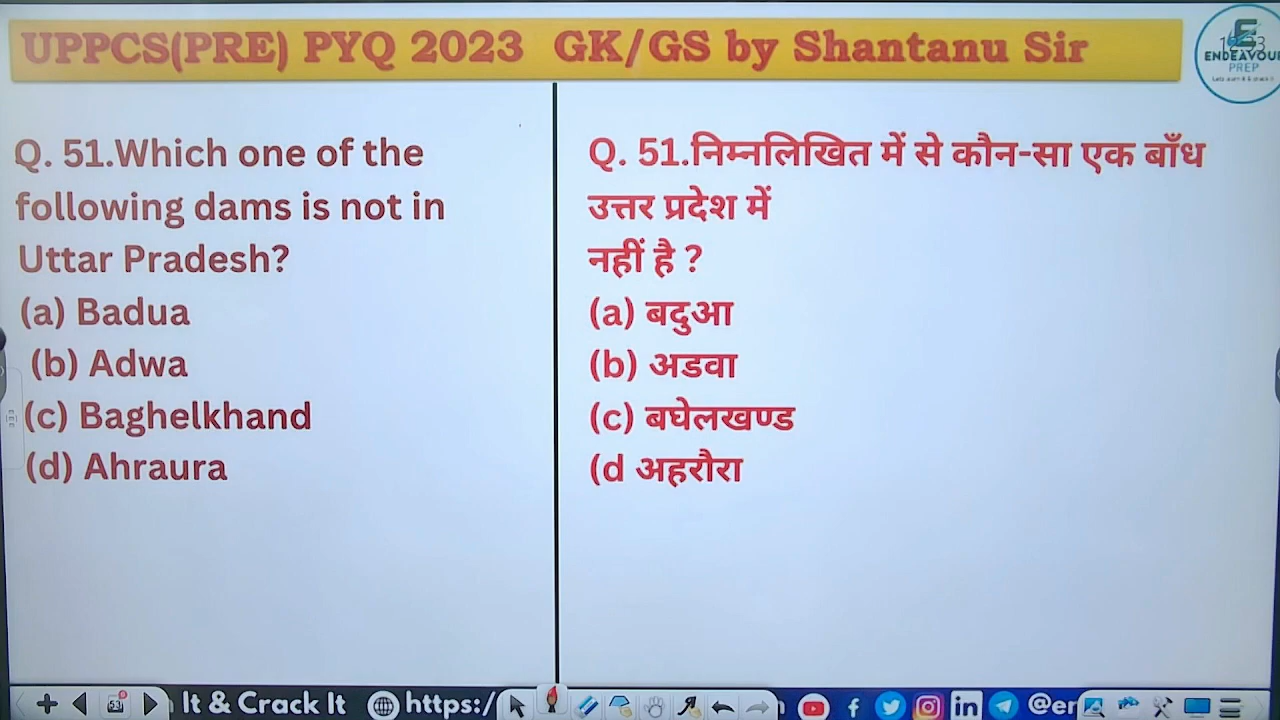 UPPCS(PRE) PYQ 2023 GK/GS by Shantanu Sir
ENDEAVOUR
PREP
Q. 51.Which one of the
following dams is not in
Uttar Pradesh?
(a) Badua
(b) Adwa
(c) Baghelkhand
(d) Ahraura
Q. 51.निम्नलिखित में से कौन-सा एक बाँध
उत्तर प्रदेश में
नहीं है ?
(a) बदुआ
(b) अडवा
(c) बघेलखण्ड
(d अहरौरा
It & Crack It https:/ @er